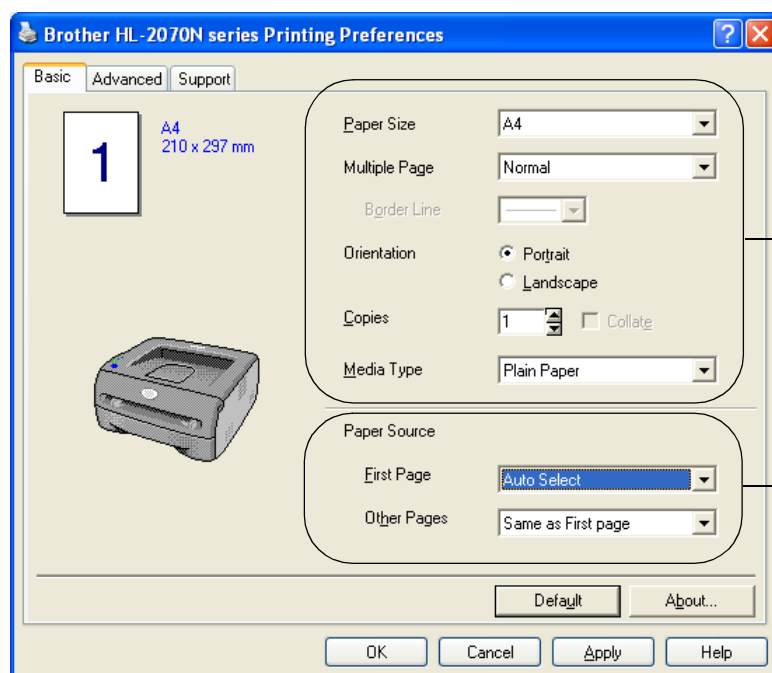 Brother HL-2070N series Printing Preferences
Basic Advanced Support
1
A4
210 x 297 mm
Paper Size A4
Multiple Page Normal
Border Line
Orientation Portrait
Landscape
Copies 1 Collate
Media Type Plain Paper
Paper Source
First Page Auto Select
Other Pages Same as First page
Default About...
OK Cancel Apply Help